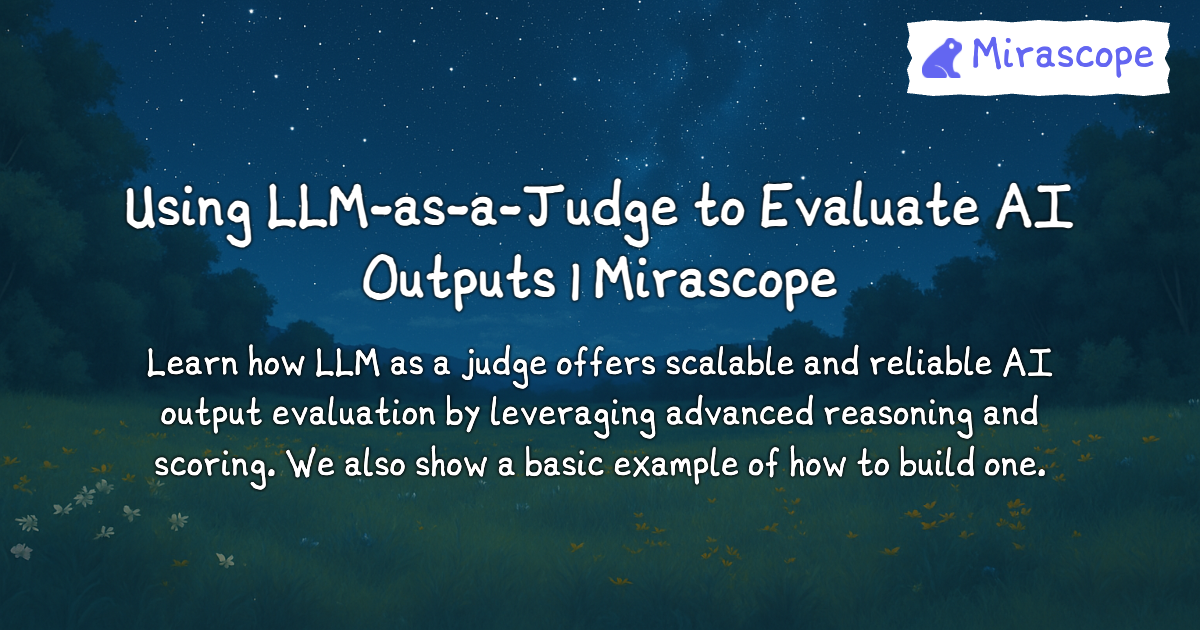 Mirascope
Using LLM-as-a-Judge to Evaluate AI
Outputs | Mirascope
Learn how LLM as a judge offers scalable and reliable AI
output evaluation by leveraging advanced reasoning and
scoring. We also show a basic example of how to build one.